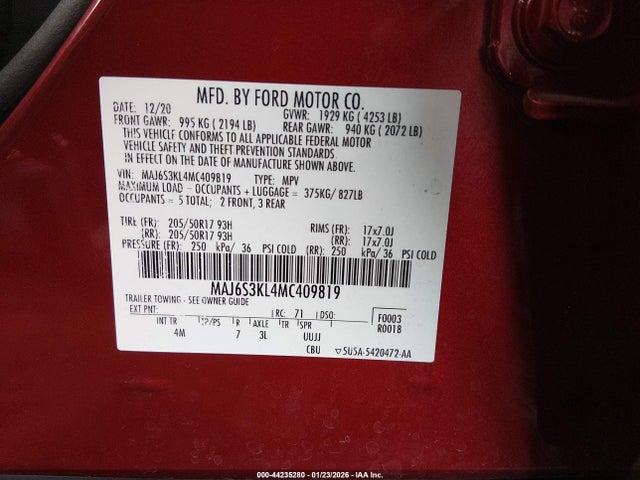 MFD. BY FORD MOTOR CO.
DATE: 12/20 GVWR: 1929 KG ( 4253 LB)
FRONT GAWR: 995 KG ( 2194 LB) REAR GAWR: 940 KG ( 2072 LB)
THIS VEHICLE CONFORMS TO ALL APPLICABLE FEDERAL MOTOR
VEHICLE SAFETY AND THEFT PREVENTION STANDARDS
IN EFFECT ON THE DATE OF MANUFACTURE SHOWN ABOVE.
VIN: MAJ6S3KL4MC409819 TYPE: MPV
MAXIMUM LOAD - OCCUPANTS + LUGGAGE = 375KG/ 827LB
OCCUPANTS = 5 TOTAL; 2 FRONT, 3 REAR
TIRE (FR): 205/50R17 93H RIMS (FR): 17x7.0J
(RR): 205/50R17 93H (RR): 17x7.0J
PRESSURE (FR): 250 kPa/ 36 PSI COLD (RR): 250 kPa/ 36 PSI COLD
MAJ6S3KL4MC409819
TRAILER TOWING - SEE OWNER GUIDE
EXT PNT: RC: 71 DSO: F0003
R0018
INT TR TP/PS R AXLE TR SPR
4M 7 3L UUJJ
CBU ▽5U5A-5420472-AA
000-44235280 - 01/23/2026 - IAA Inc.